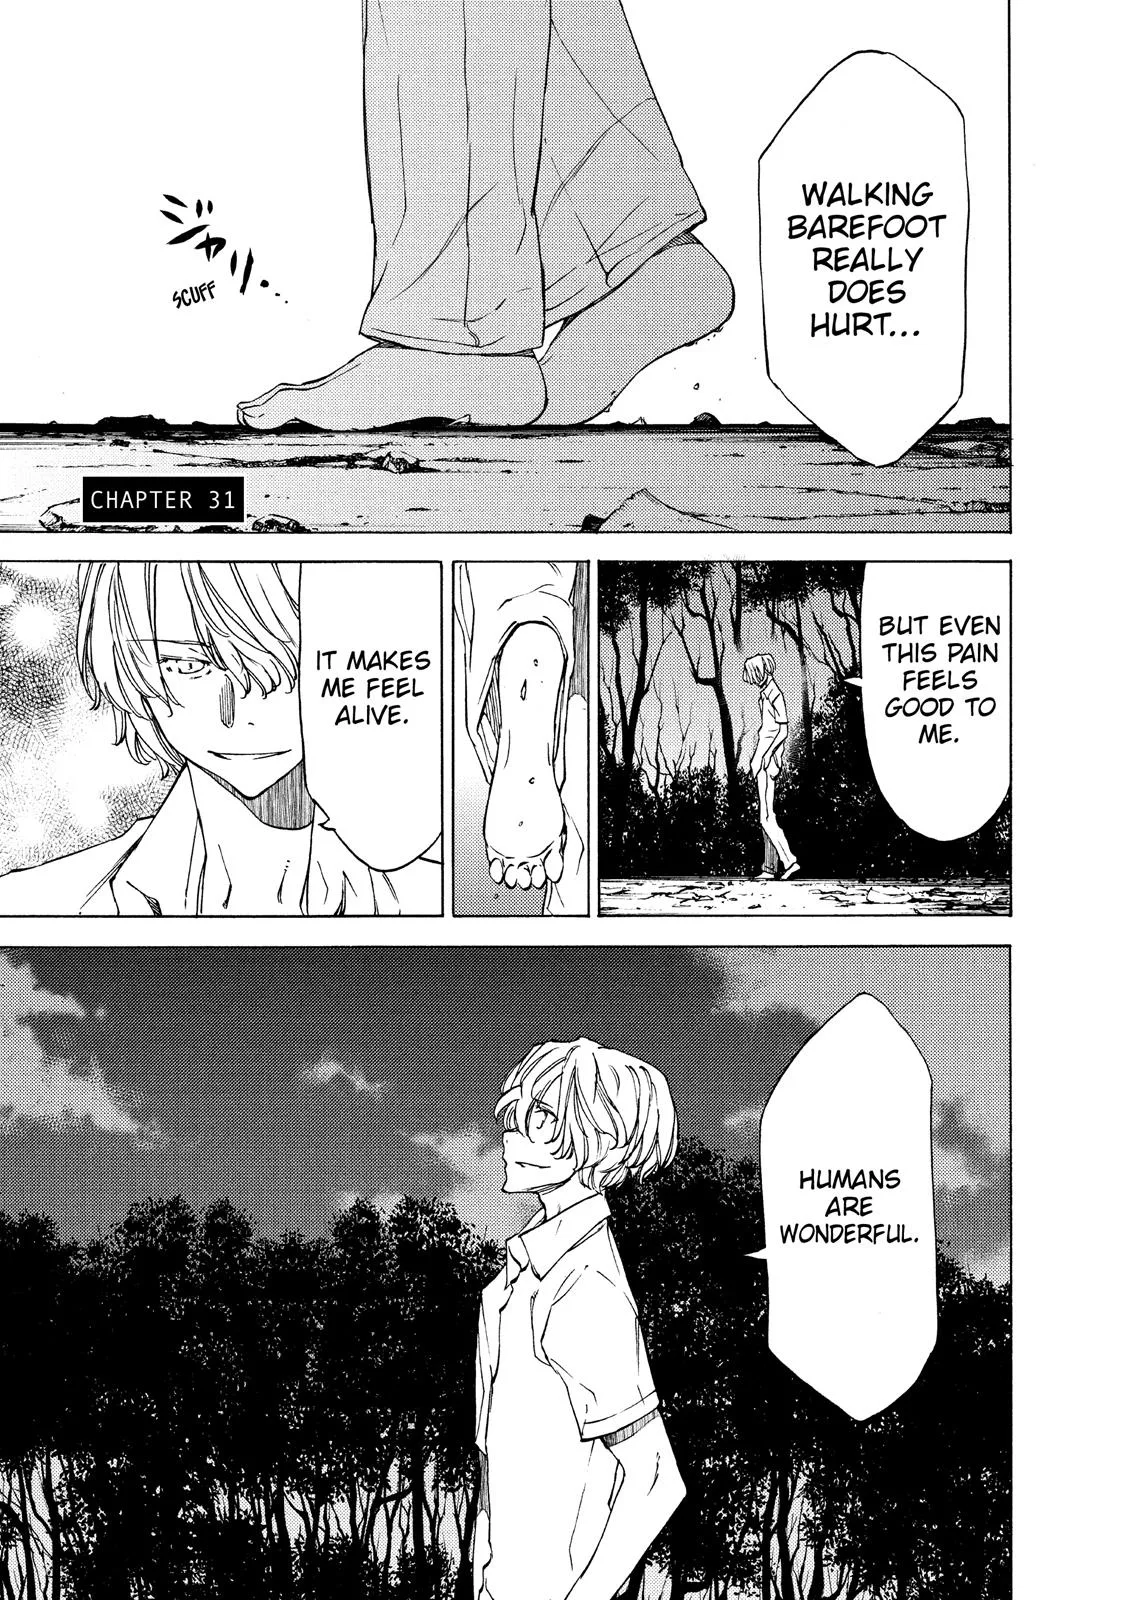 WALKING
BAREFOOT
REALLY
DOES
HURT...
ジャリ...
SCUFF
CHAPTER 31
BUT EVEN
THIS PAIN
FEELS
GOOD TO
ME.
IT MAKES
ME FEEL
ALIVE.
HUMANS
ARE
WONDERFUL.